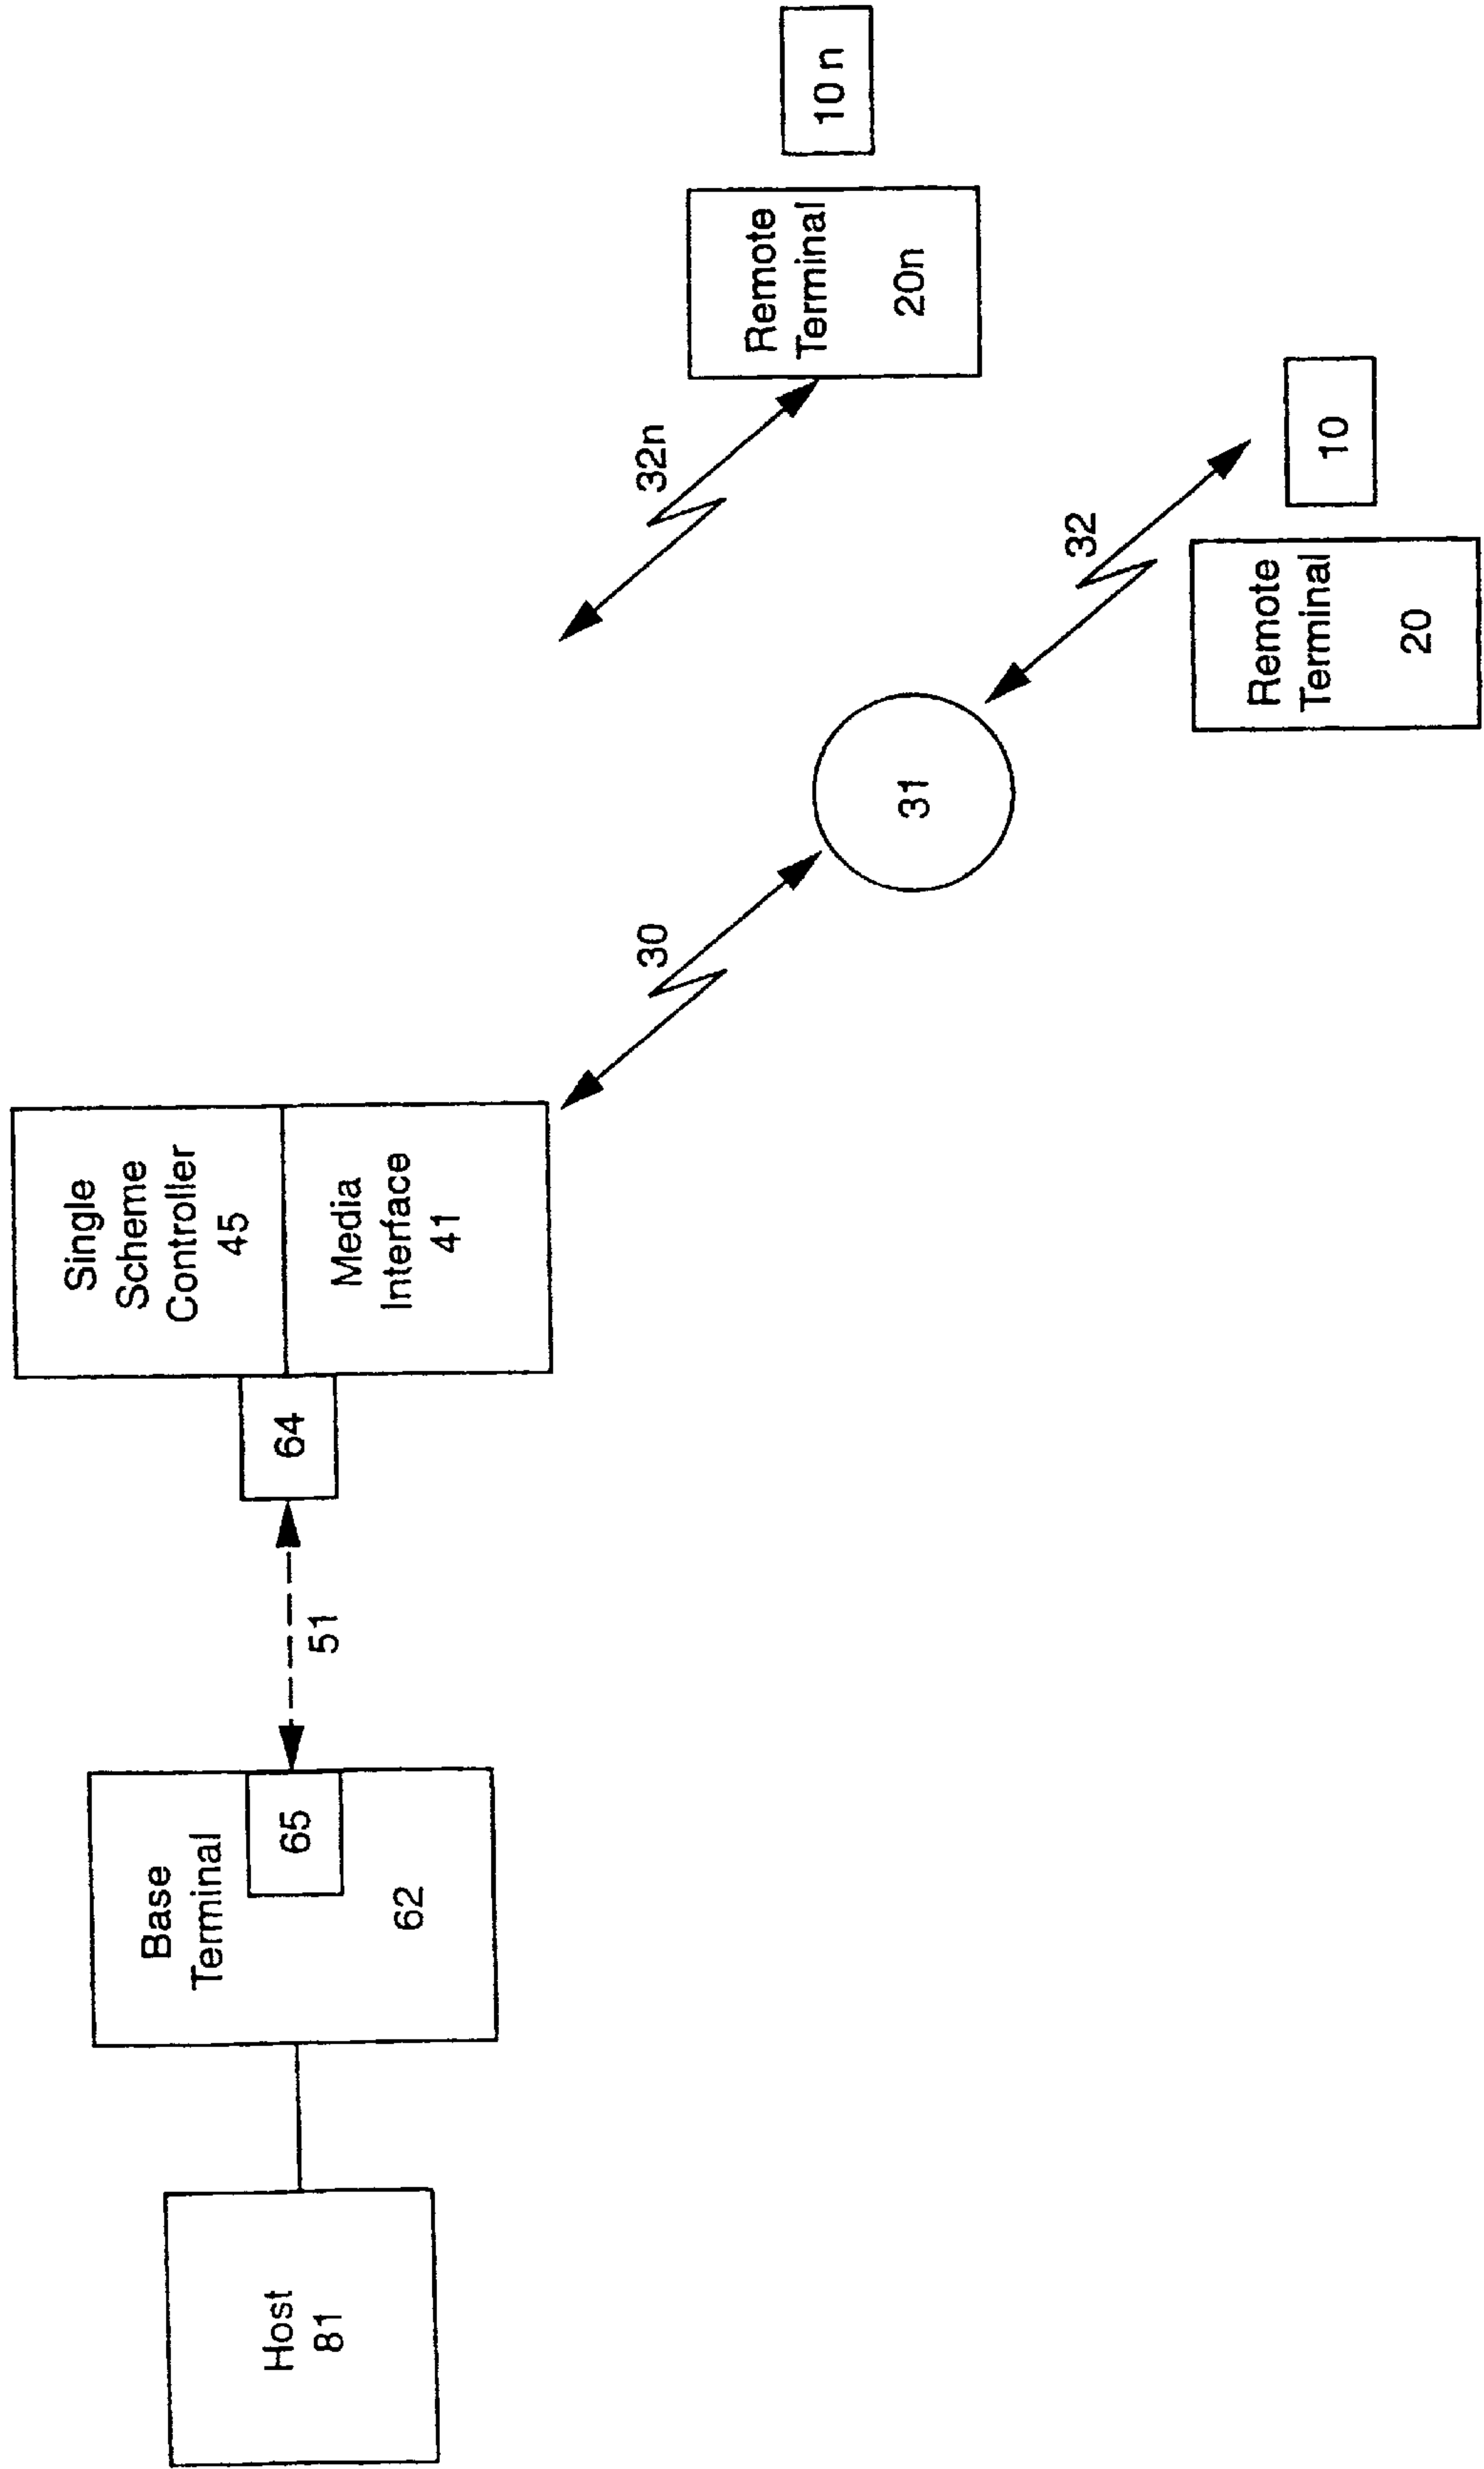 Host
81
Base
Terminal
65
62
51
64
Single
Scheme
Controller
45
Media
Interface
41
30
31
32n
32
Remote
Terminal
20n
10 n
Remote
Terminal
20
10